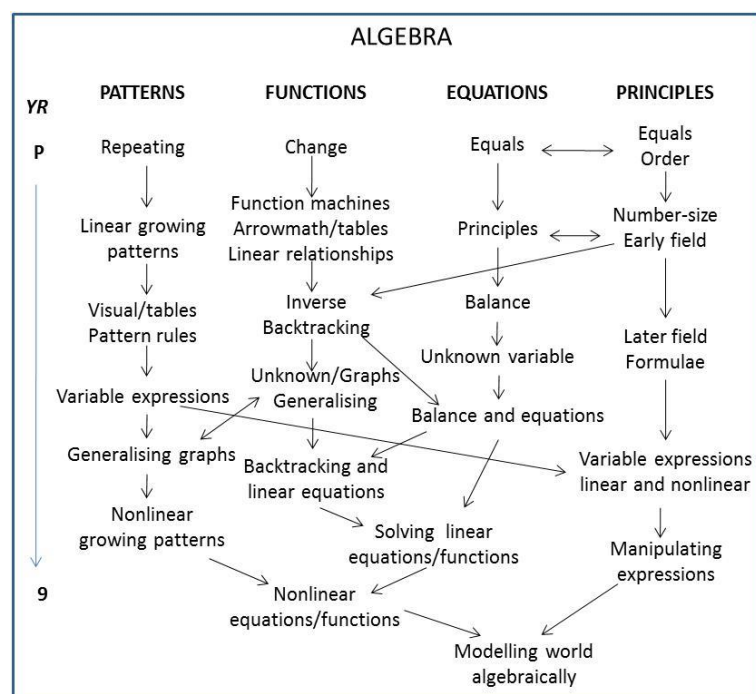 ALGEBRA
YR
PATTERNS
FUNCTIONS
EQUATIONS
PRINCIPLES
P
Repeating
Change
Equals
Equals
Order
Linear growing
patterns
Function machines
Arrowmath/tables
Linear relationships
Principles
Number-size
Early field
Visual/tables
Pattern rules
Inverse
Backtracking
Balance
Later field
Formulae
Unknown variable
Variable expressions
Unknown/Graphs
Generalising
Balance and equations
Generalising graphs
Backtracking and
linear equations
Variable expressions
linear and nonlinear
Nonlinear
growing patterns
Solving linear
equations/functions
Manipulating
expressions
9
Nonlinear
equations/functions
Modelling world
algebraically